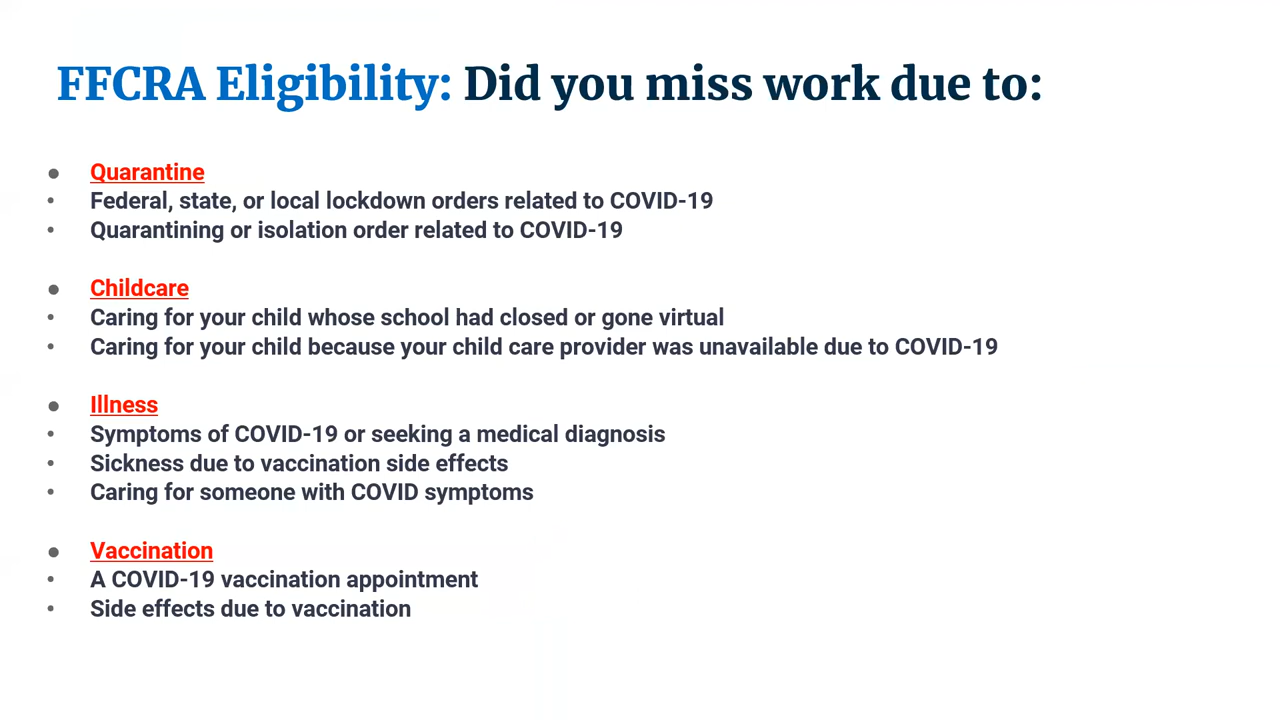 FFCRA Eligibility: Did you miss work due to:
● Quarantine
• Federal, state, or local lockdown orders related to COVID-19
• Quarantining or isolation order related to COVID-19
● Childcare
• Caring for your child whose school had closed or gone virtual
• Caring for your child because your child care provider was unavailable due to COVID-19
● Illness
• Symptoms of COVID-19 or seeking a medical diagnosis
• Sickness due to vaccination side effects
• Caring for someone with COVID symptoms
● Vaccination
• A COVID-19 vaccination appointment
• Side effects due to vaccination